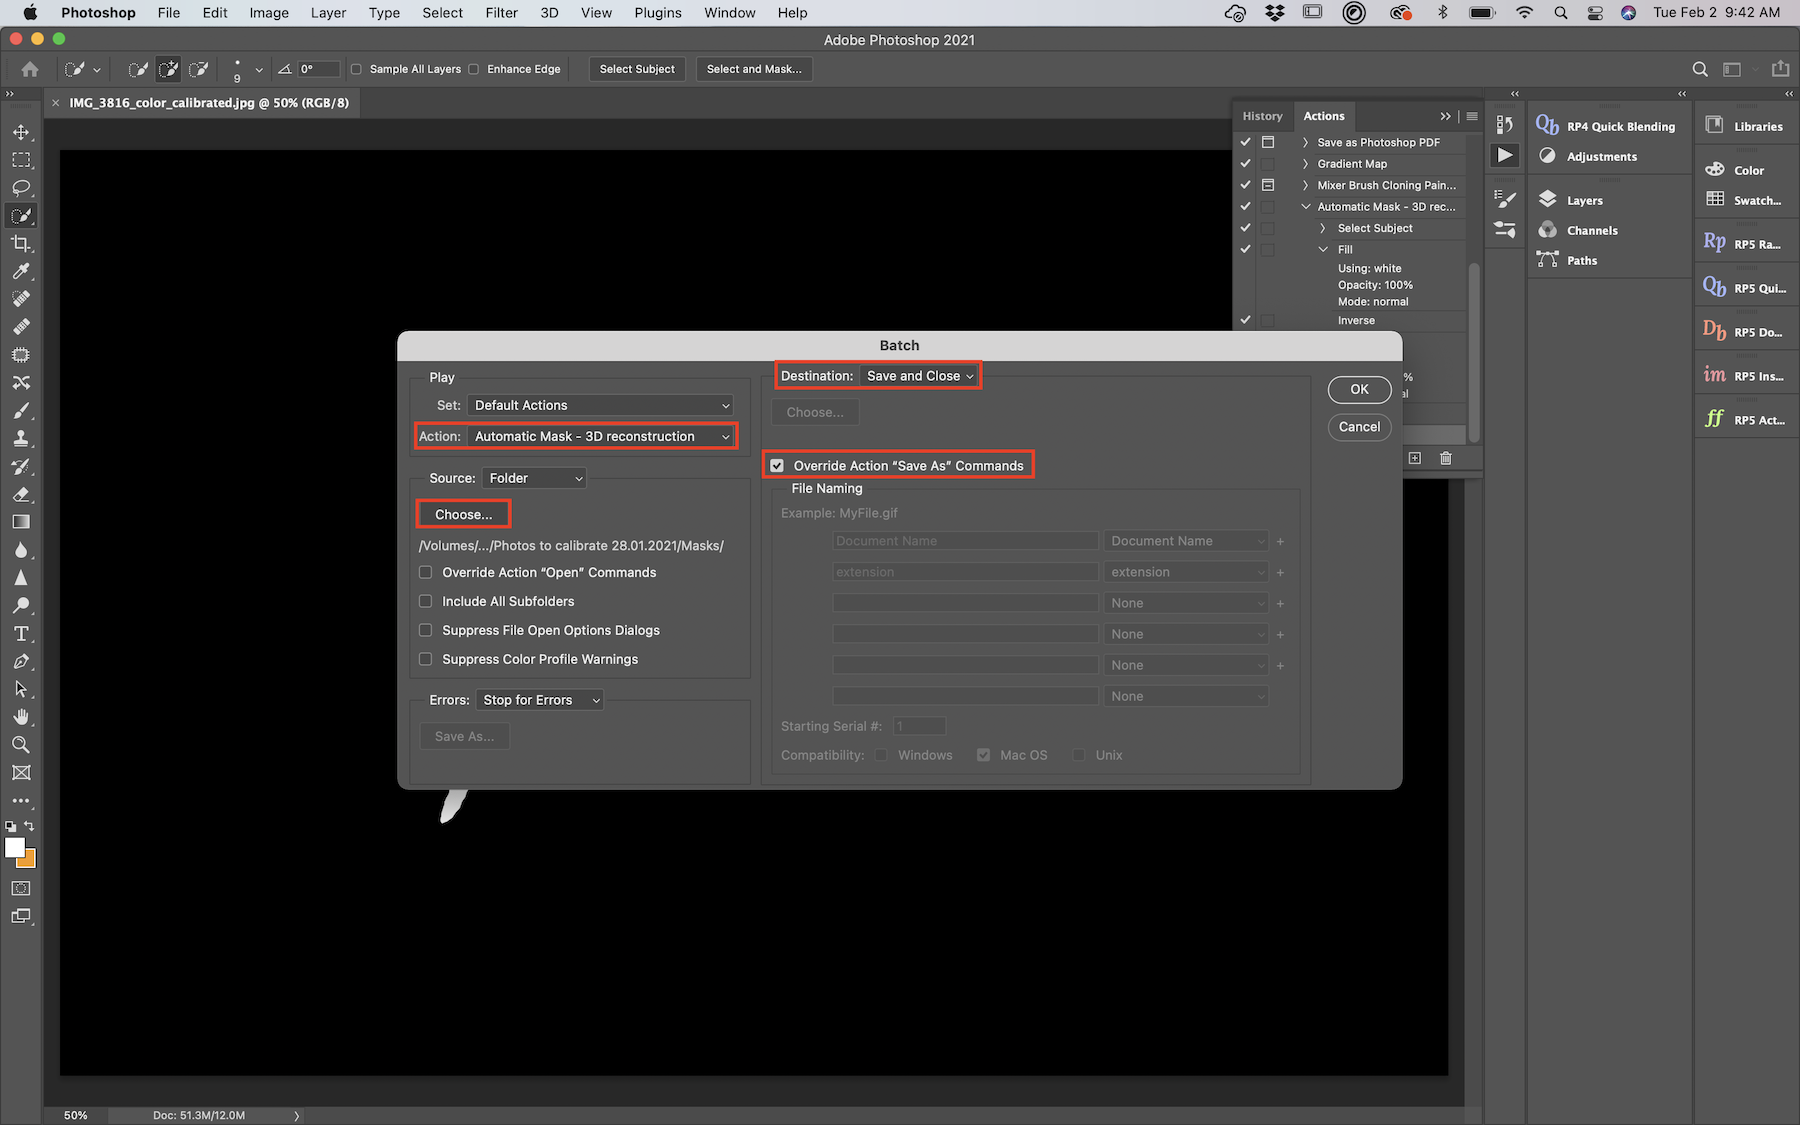 Photoshop File Edit Image Layer Type Select Filter 3D View Plugins Window Help Tue Feb 2 9:42 AM
Adobe Photoshop 2021
9 0° Sample All Layers Enhance Edge Select Subject Select and Mask...
IMG_3816_color_calibrated.jpg @ 50% (RGB/8)
History Actions
Save as Photoshop PDF
Gradient Map
Mixer Brush Cloning Pain...
Automatic Mask - 3D rec...
Select Subject
Fill
Using: white
Opacity: 100%
Mode: normal
Inverse
%
al
Qb RP4 Quick Blending
Adjustments
Layers
Channels
Paths
Libraries
Color
Swatch...
Rp RP5 Ra...
Qb RP5 Qui...
Db RP5 Do...
im RP5 Ins...
ff RP5 Act...
Batch
Play
Set: Default Actions
Action: Automatic Mask - 3D reconstruction
Source: Folder
Choose...
/Volumes/.../Photos to calibrate 28.01.2021/Masks/
Override Action “Open” Commands
Include All Subfolders
Suppress File Open Options Dialogs
Suppress Color Profile Warnings
Errors: Stop for Errors
Save As...
Destination: Save and Close
Choose...
Override Action “Save As” Commands
File Naming
Example: MyFile.gif
Document Name Document Name +
extension extension +
None +
None +
None +
None
Starting Serial #: 1
Compatibility: Windows Mac OS Unix
OK
Cancel
50% Doc: 51.3M/12.0M